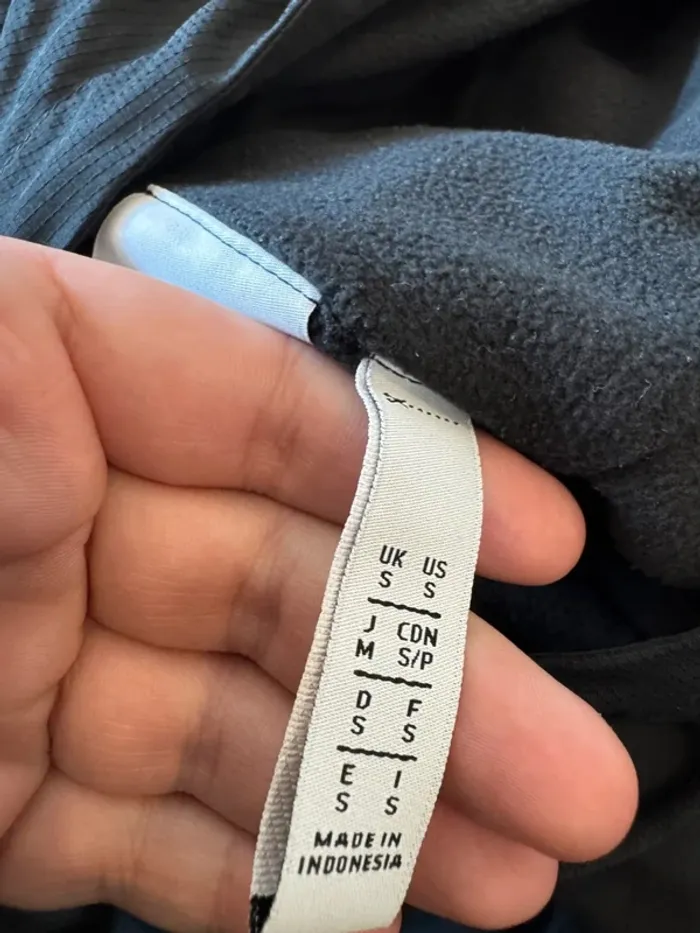 UK US
S S
J CDN
M S/P
D F
S S
E I
S S
MADE IN
INDONESIA